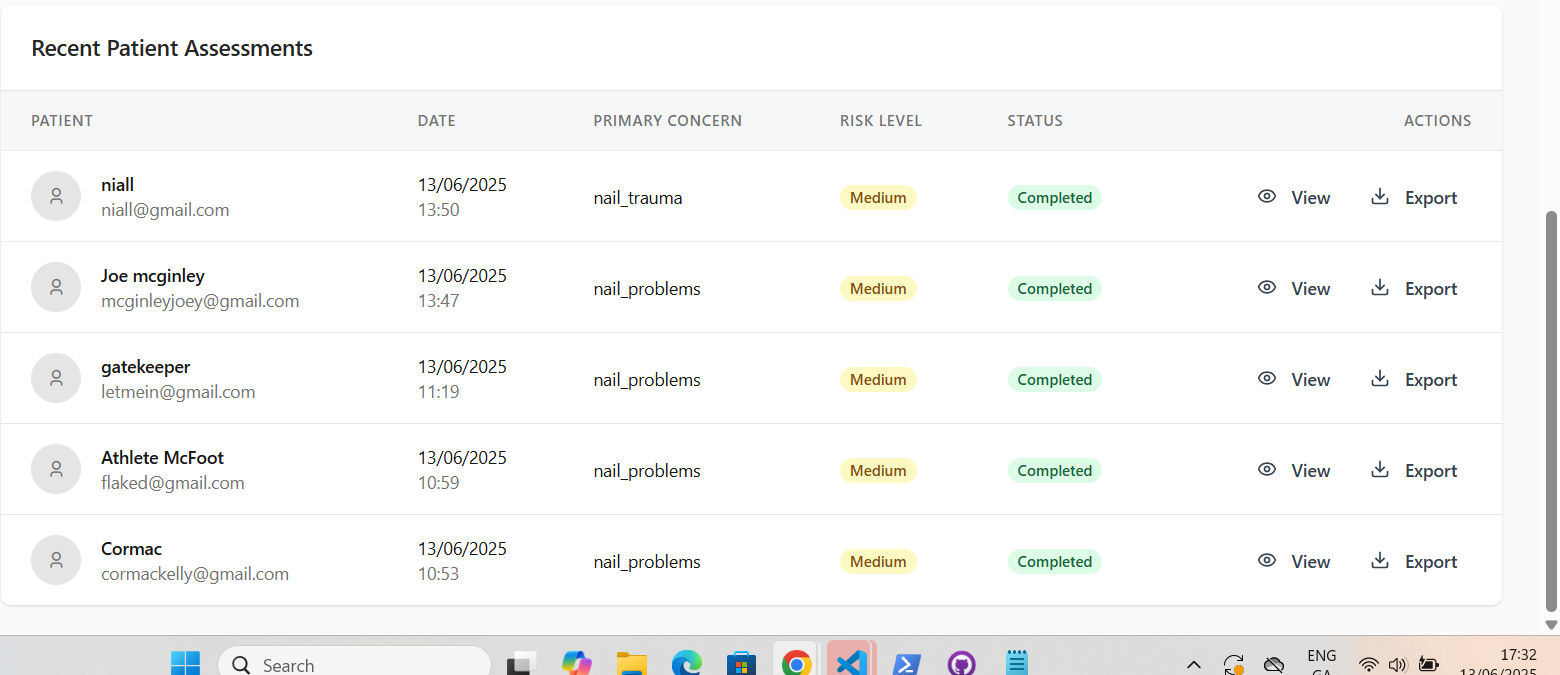 Recent Patient Assessments
PATIENT DATE PRIMARY CONCERN RISK LEVEL STATUS ACTIONS
niall 13/06/2025
niall@gmail.com 13:50 nail_trauma Medium Completed View Export
Joe mcginley 13/06/2025
mcginleyjoey@gmail.com 13:47 nail_problems Medium Completed View Export
gatekeeper 13/06/2025
letmein@gmail.com 11:19 nail_problems Medium Completed View Export
Athlete McFoot 13/06/2025
flaked@gmail.com 10:59 nail_problems Medium Completed View Export
Cormac 13/06/2025
cormackelly@gmail.com 10:53 nail_problems Medium Completed View Export
Search
ENG
GA
17:32
13/06/2025